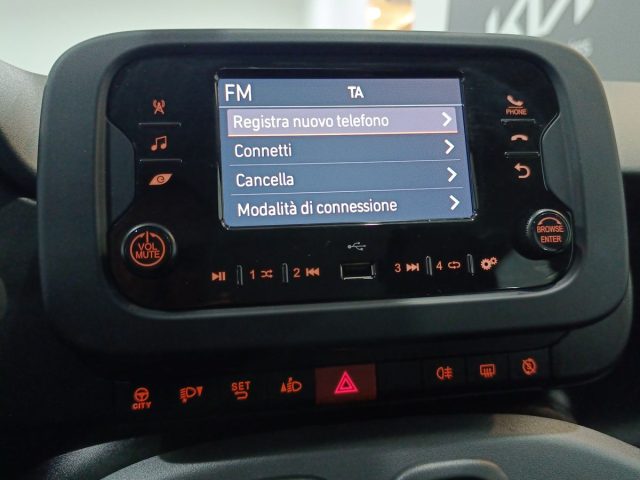 FM TA
Registra nuovo telefono
Connetti
Cancella
Modalità di connessione
PHONE
VOL
MUTE
BROWSE
ENTER
1 2 3 4
CITY
SET